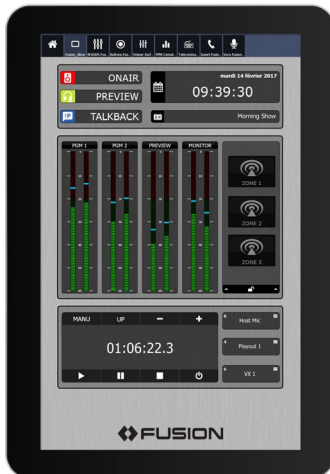 ONAIR
PREVIEW
TALKBACK
mardi 14 février 2017
09:39:30
Morning Show
PGM 1
PGM 2
PREVIEW
MONITOR
ZONE 1
ZONE 2
ZONE 3
MANU
UP
01:06:22.3
Host Mic
Playout 1
VX 1
FUSION